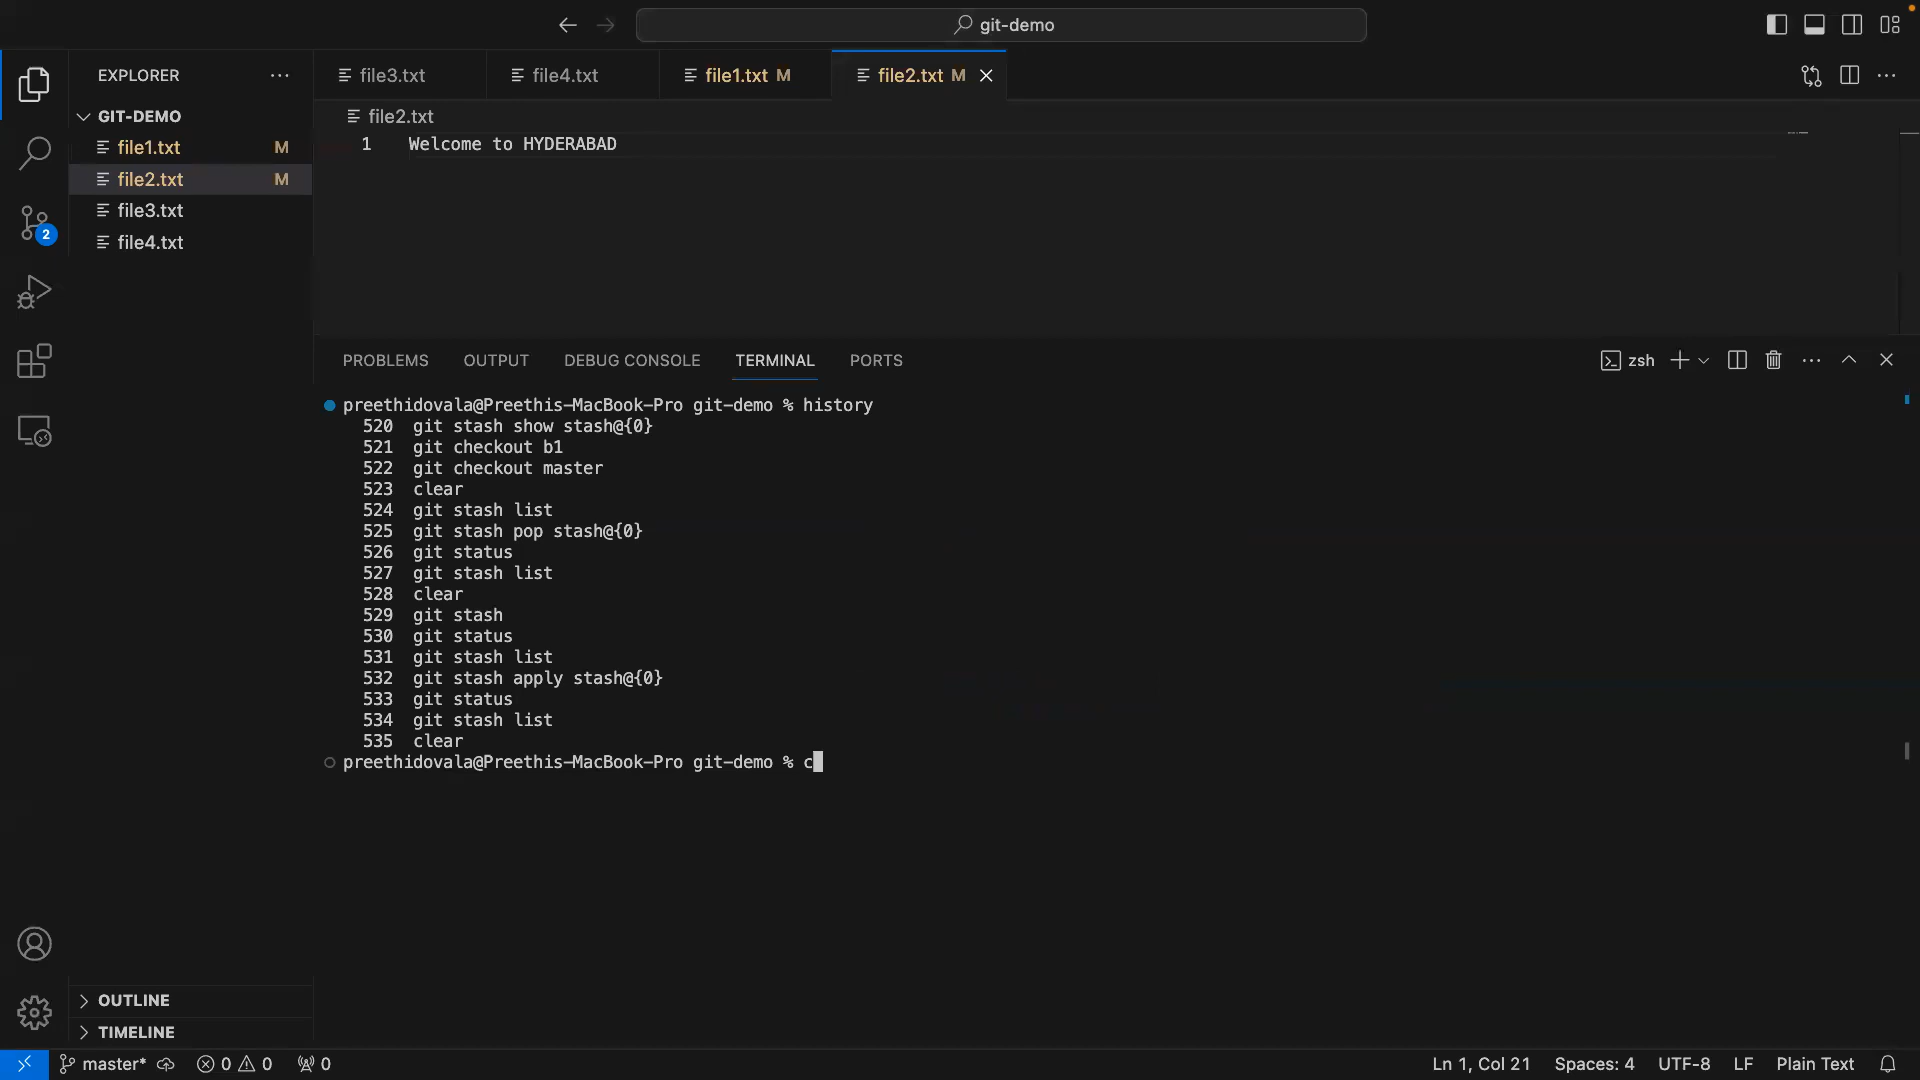 git-demo
EXPLORER
file3.txt
file4.txt
file1.txt M
file2.txt M
GIT-DEMO
file1.txt M
file2.txt M
file3.txt
file4.txt
2
file2.txt
1 Welcome to HYDERABAD
PROBLEMS OUTPUT DEBUG CONSOLE TERMINAL PORTS
zsh
preethidovala@Preethis-MacBook-Pro git-demo % history
520 git stash show stash@{0}
521 git checkout b1
522 git checkout master
523 clear
524 git stash list
525 git stash pop stash@{0}
526 git status
527 git stash list
528 clear
529 git stash
530 git status
531 git stash list
532 git stash apply stash@{0}
533 git status
534 git stash list
535 clear
preethidovala@Preethis-MacBook-Pro git-demo % c
OUTLINE
TIMELINE
master* 0 0 0
Ln 1, Col 21 Spaces: 4 UTF-8 LF Plain Text